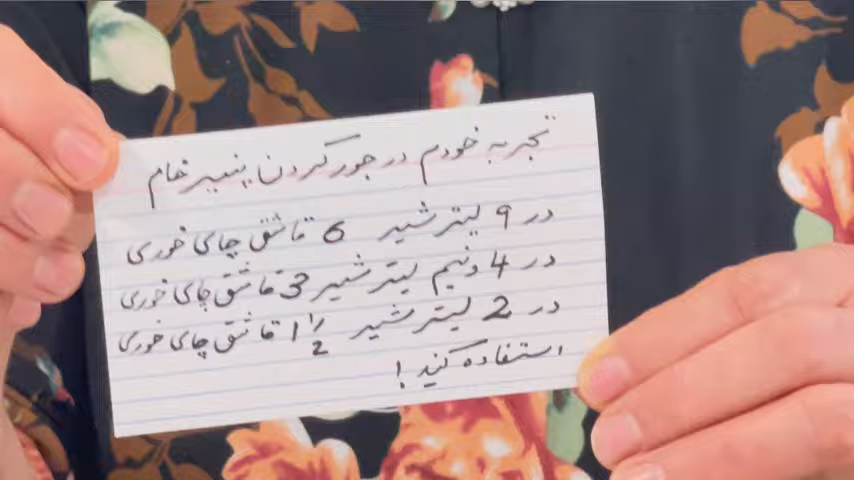 تجربه خودم در جور کردن پنیر خام
در 9 لیتر شیر 6 قاشق چای خوری
در 4 ونیم لیتر شیر 3 قاشق چای خوری
در 2 لیتر شیر 1 1/2 قاشق چای خوری
استفاده کنید!